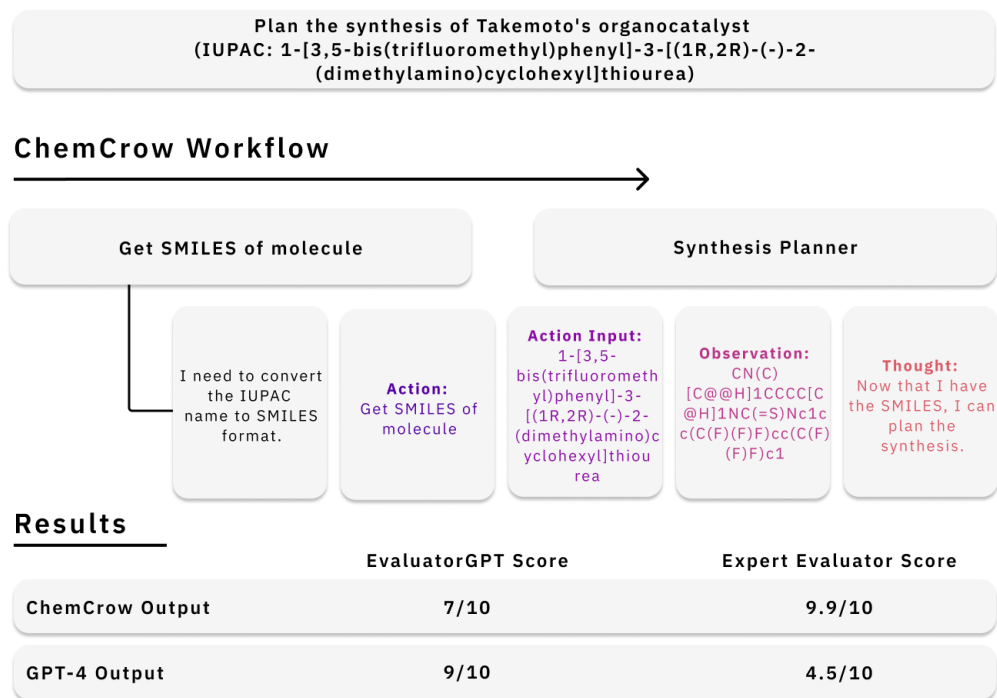 Plan the synthesis of Takemoto's organocatalyst
(IUPAC: 1-[3,5-bis(trifluoromethyl)phenyl]-3-[(1R,2R)-(-)-2-
(dimethylamino)cyclohexyl]thiourea)
ChemCrow Workflow
Get SMILES of molecule
Synthesis Planner
I need to convert
the IUPAC
name to SMILES
format.
Action:
Get SMILES of
molecule
Action Input:
1-[3,5-
bis(trifluorometh
yl)phenyl]-3-
[(1R,2R)-(-)-2-
(dimethylamino)c
yclohexyl]thiou
rea
Observation:
CN(C)
[C@@H]1CCCC[C
@H]1NC(=S)Nc1c
c(C(F)(F)F)cc(C(F)
(F)F)c1
Thought:
Now that I have
the SMILES, I can
plan the
synthesis.
Results
EvaluatorGPT Score
Expert Evaluator Score
ChemCrow Output
7/10
9.9/10
GPT-4 Output
9/10
4.5/10